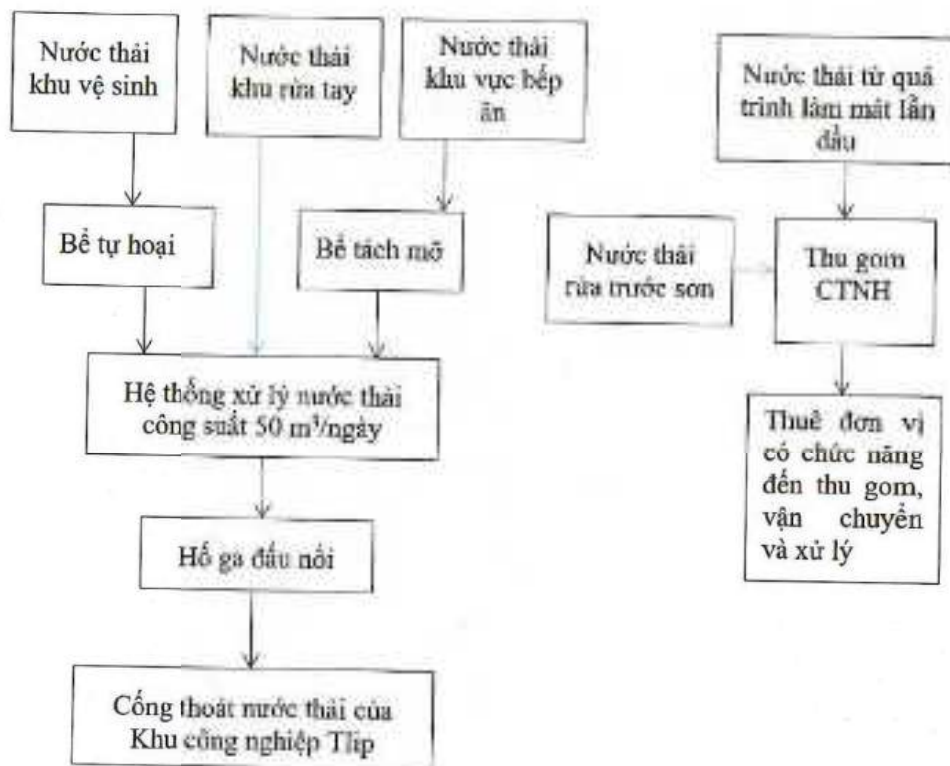 Nước thải
khu vệ sinh
Nước thải
khu rửa tay
Nước thải
khu vực bếp
ăn
Nước thải từ quá
trình làm mát lẫn
dầu
Bể tự hoại
Bể tách mỡ
Nước thải
rửa trước sơn
Thu gom
CTNH
Hệ thống xử lý nước thải
công suất 50 m³/ngày
Thuê đơn vị
có chức năng
đến thu gom,
vận chuyển
và xử lý
Hố ga đấu nối
Cống thoát nước thải của
Khu công nghiệp Tlip